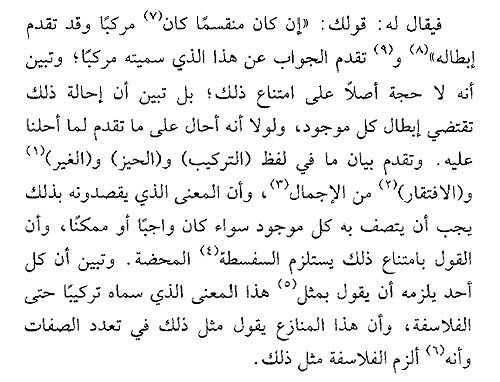 فيقال له: قولك: «إن كان منقسمًا كان(٧) مركبًا وقد تقدم
إبطاله»(٨) و(٩) تقدم الجواب عن هذا الذي سميته مركبًا؛ وتبين
أنه لا حجة أصلاً على امتناع ذلك؛ بل تبين أن إحالة ذلك
تقتضي إبطال كل موجود، ولولا أنه أحال على ما تقدم لما أحلنا
عليه. وتقدم بيان ما في لفظ (التركيب) و(الحيز) و(الغير)(١)
و(الافتقار)(٢) من الإجمال(٣)، وأن المعنى الذي يقصدونه بذلك
يجب أن يتصف به كل موجود سواء كان واجبًا أو ممكنًا، وأن
القول بامتناع ذلك يستلزم السفسطة(٤) المحضة. وتبين أن كل
أحد يلزمه أن يقول بمثل(٥) هذا المعنى الذي سماه تركيبًا حتى
الفلاسفة، وأن هذا المنازع يقول مثل ذلك في تعدد الصفات
وأنه(٦) ألزم الفلاسفة مثل ذلك.